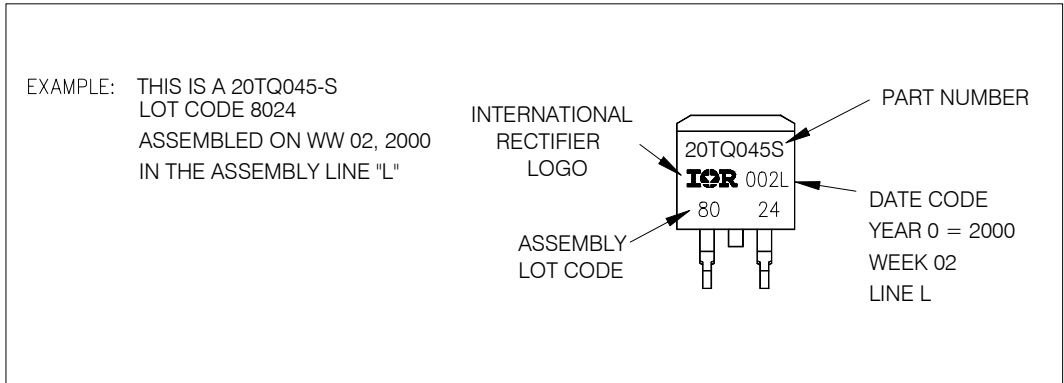 EXAMPLE: THIS IS A 20TQ045-S
LOT CODE 8024
ASSEMBLED ON WW 02, 2000
IN THE ASSEMBLY LINE "L"
INTERNATIONAL
RECTIFIER
LOGO
PART NUMBER
20TQ045S
IOR 002L
80 24
ASSEMBLY
LOT CODE
DATE CODE
YEAR 0 = 2000
WEEK 02
LINE L